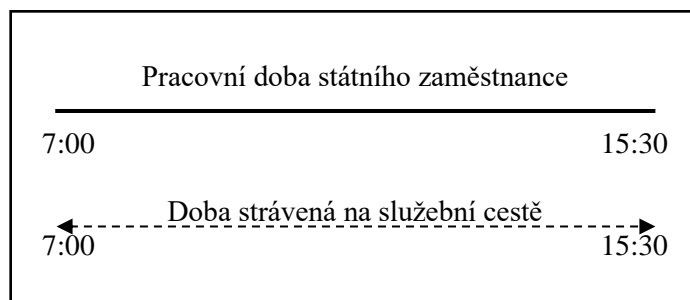 Pracovní doba státního zaměstnance
7:00 15:30
Doba strávená na služební cestě
7:00 15:30